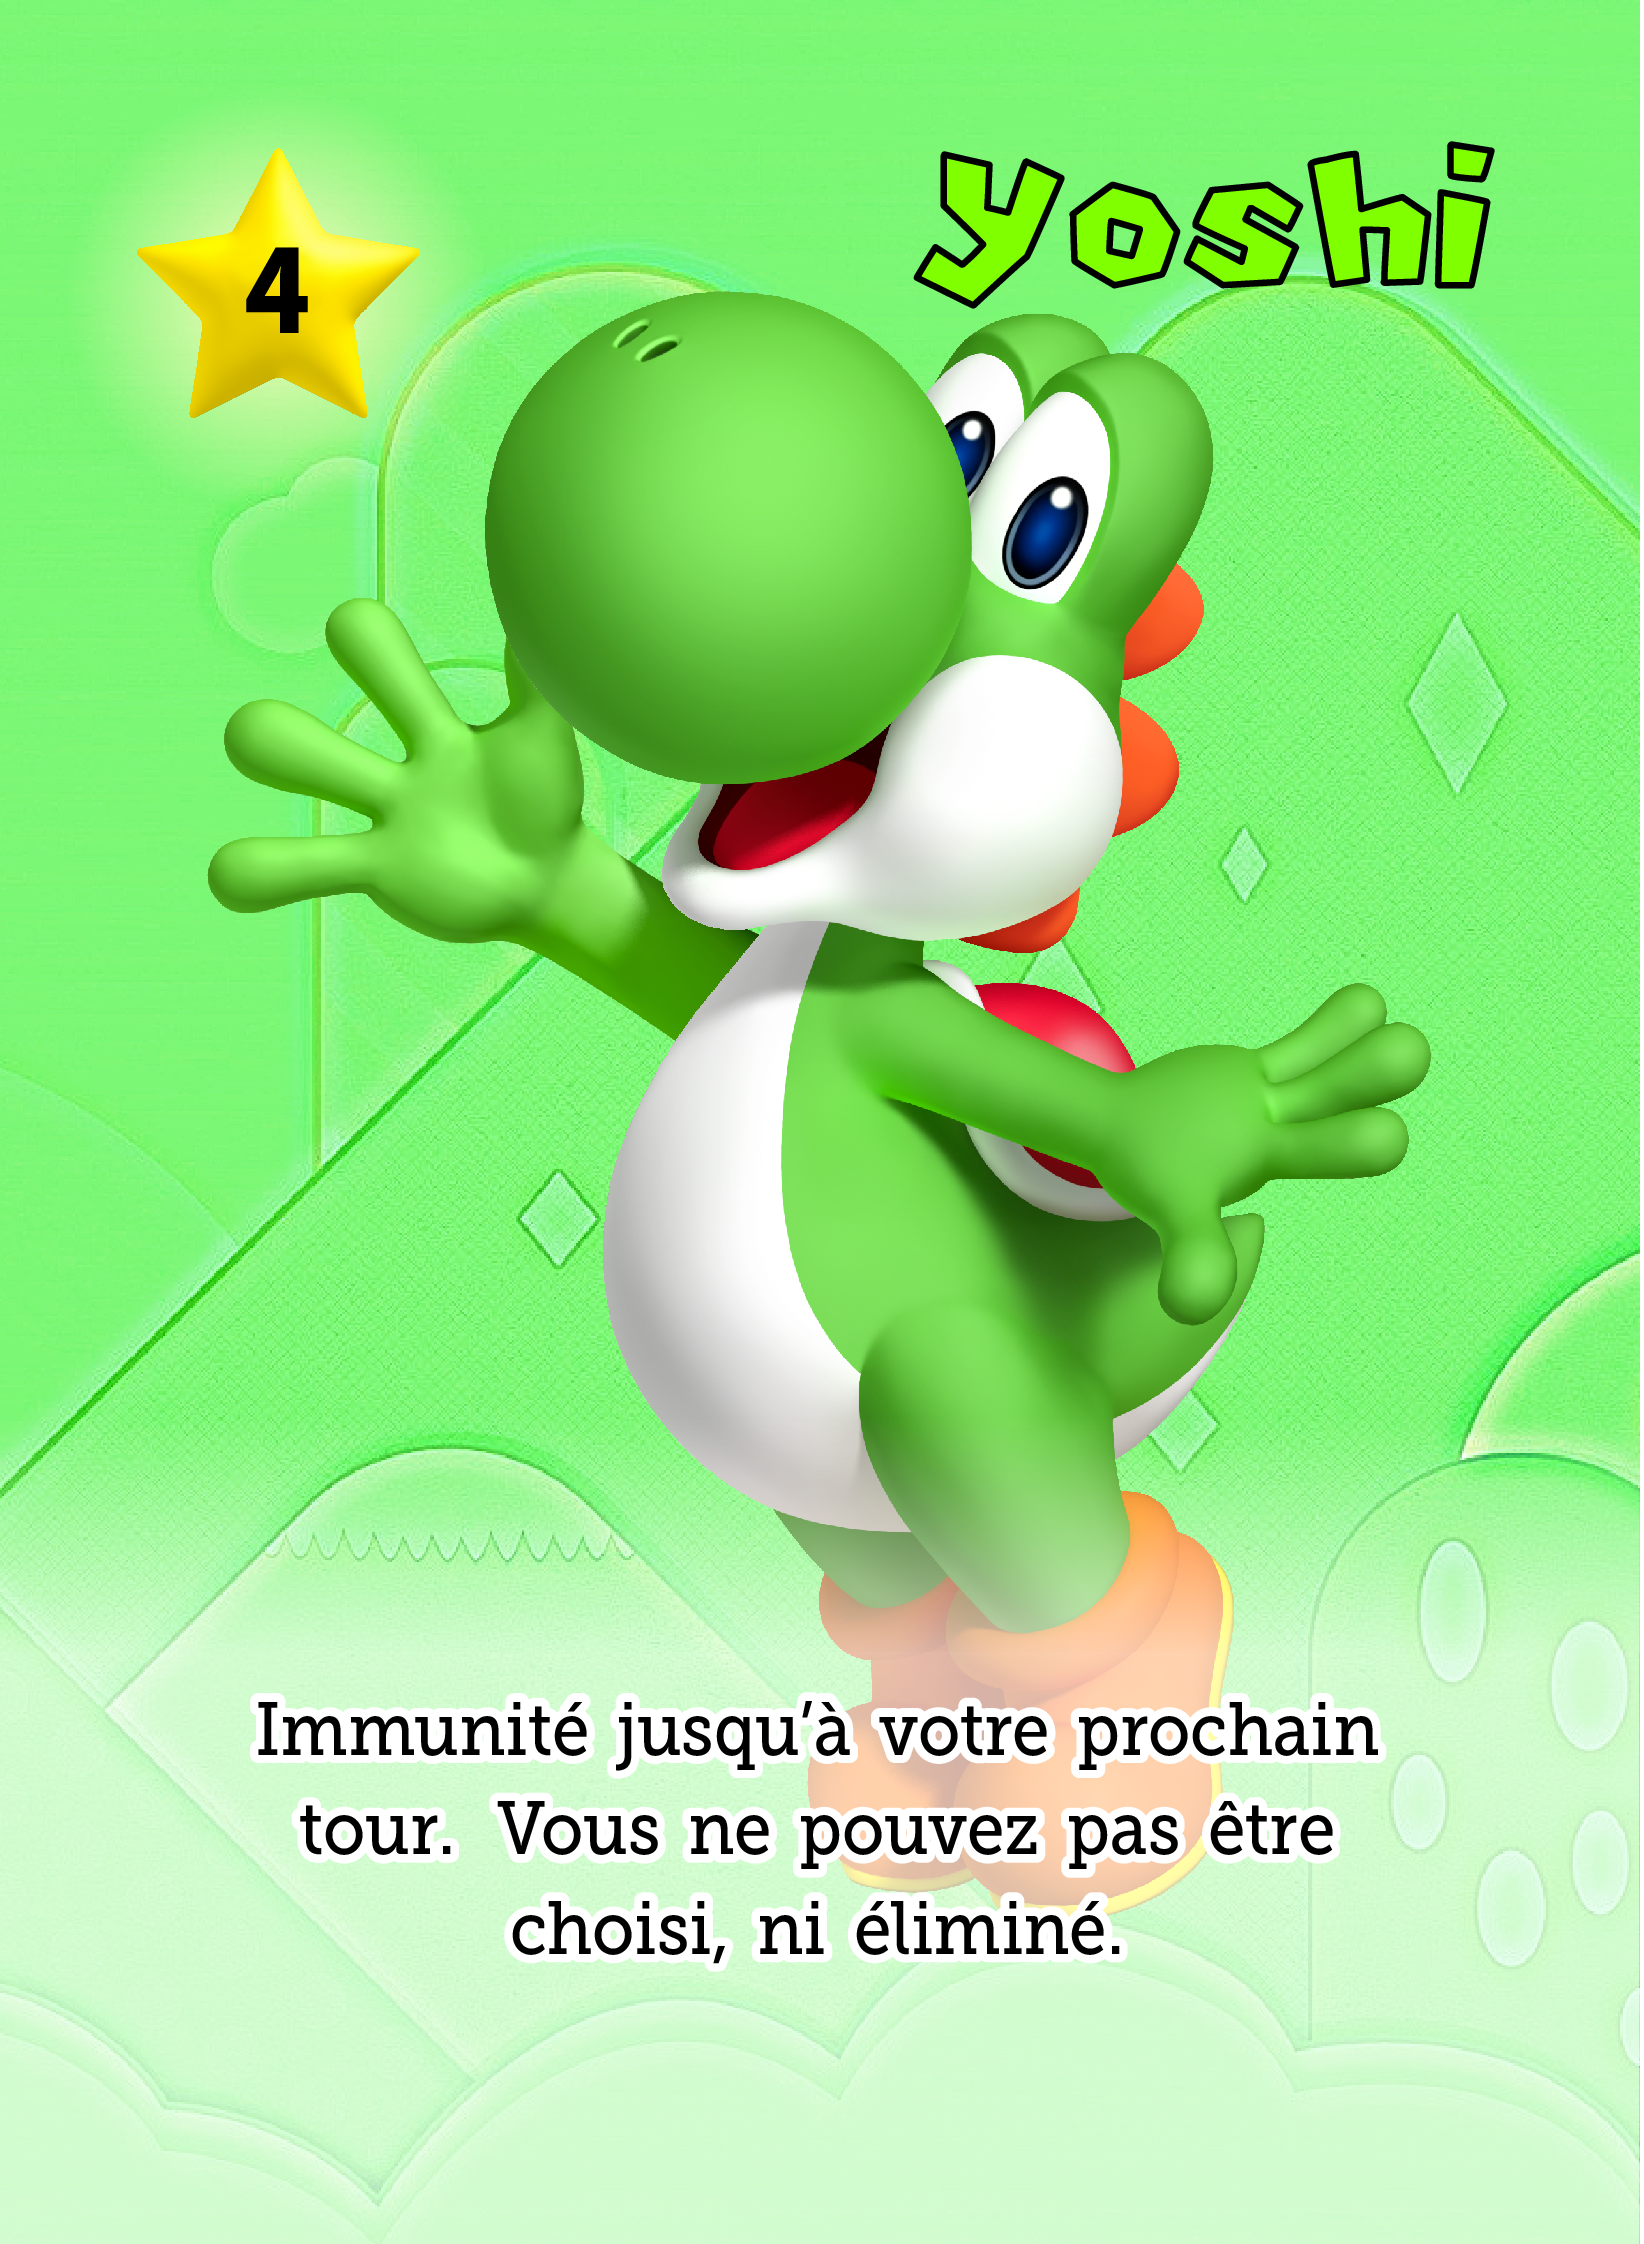 4
yoshi
Immunité jusqu’à votre prochain
tour.  Vous ne pouvez pas être
choisi, ni éliminé.